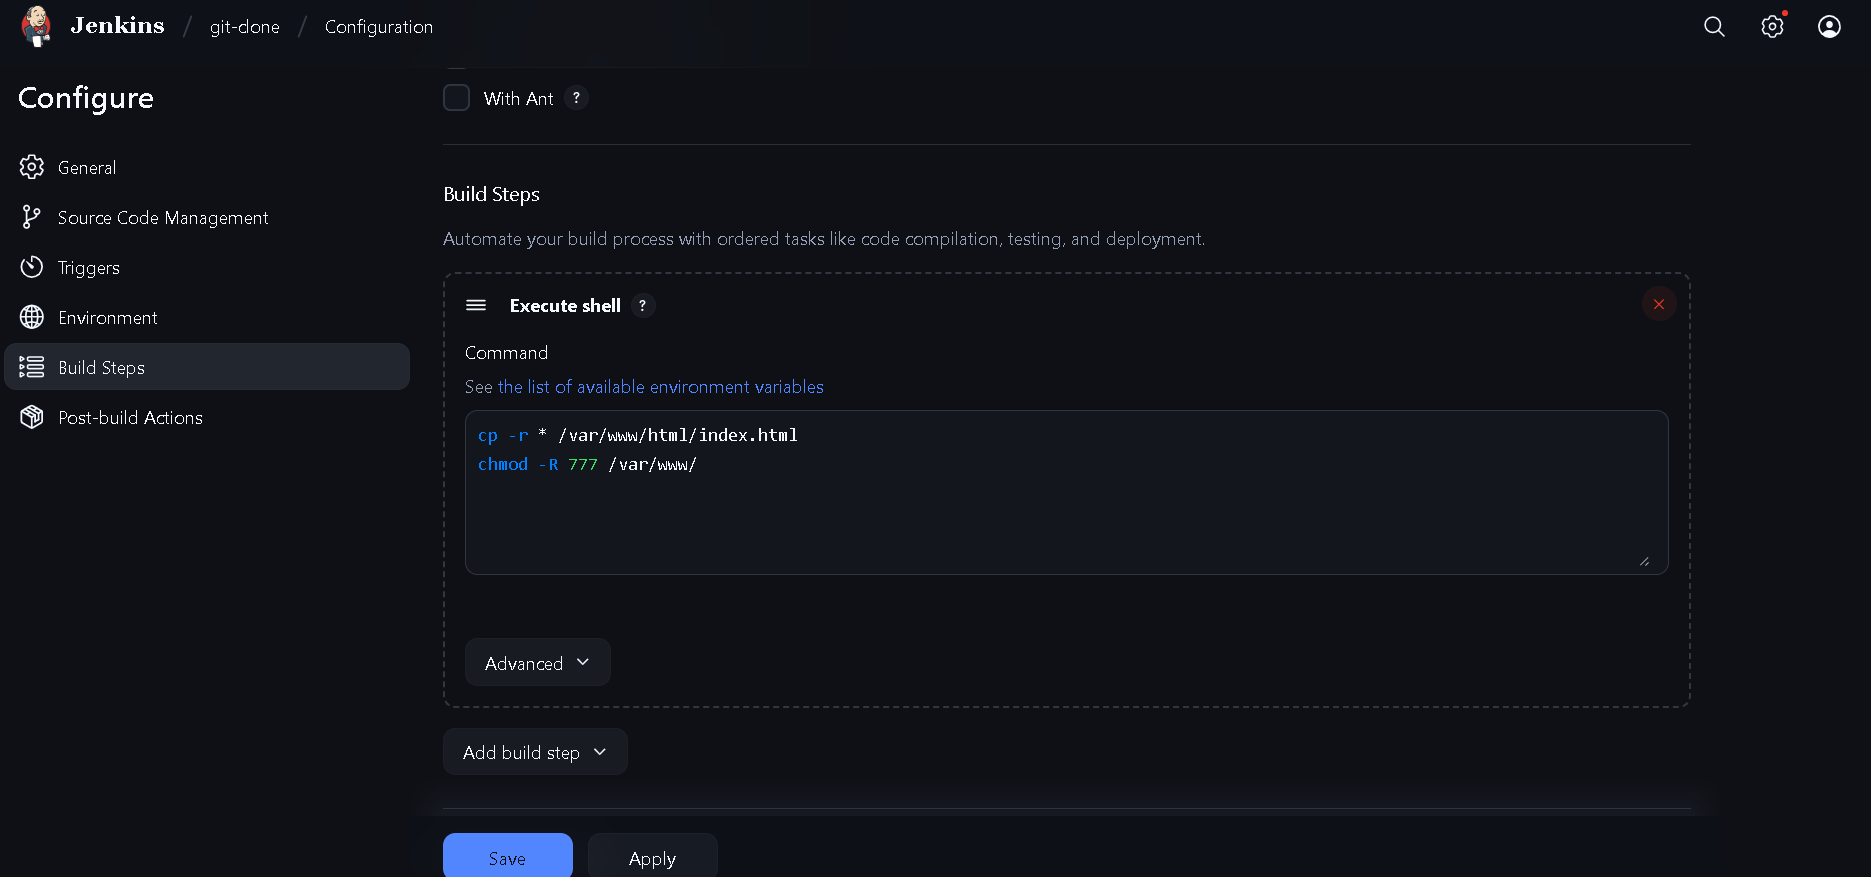 Jenkins / git-clone / Configuration
Configure
General
Source Code Management
Triggers
Environment
Build Steps
Post-build Actions
With Ant ?
Build Steps
Automate your build process with ordered tasks like code compilation, testing, and deployment.
Execute shell ?
Command
See the list of available environment variables
cp -r * /var/www/html/index.html
chmod -R 777 /var/www/
Advanced
Add build step
Save
Apply